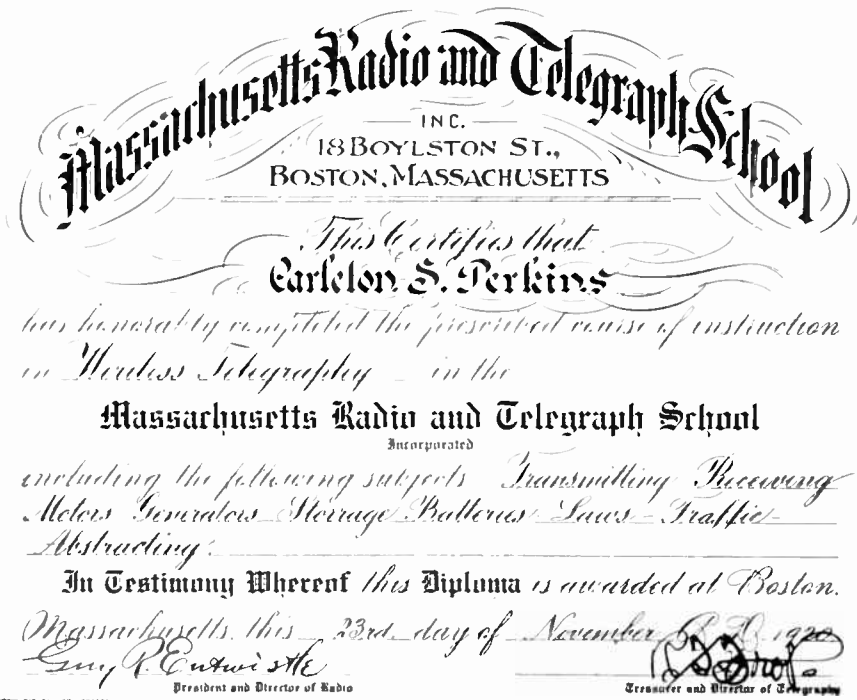 Massachusetts Radio and Telegraph School
INC.
18 BOYLSTON ST.,
BOSTON, MASSACHUSETTS
This Certifies that
Carleton S. Perkins
has honorably completed the prescribed course of instruction
in Wireless Telegraphy in the
Massachusetts Radio and Telegraph School
Incorporated
including the following subjects Transmitting Receiving
Motors Generators Storrage Batteries Laws - Traffic -
Abstracting.
In Testimony Whereof this Diploma is awarded at Boston.
Massachusetts, this 23rd day of November A.D. 1920
Guy R. Entwistle
President and Director of Radio
Treasurer and Director of Telegraphy